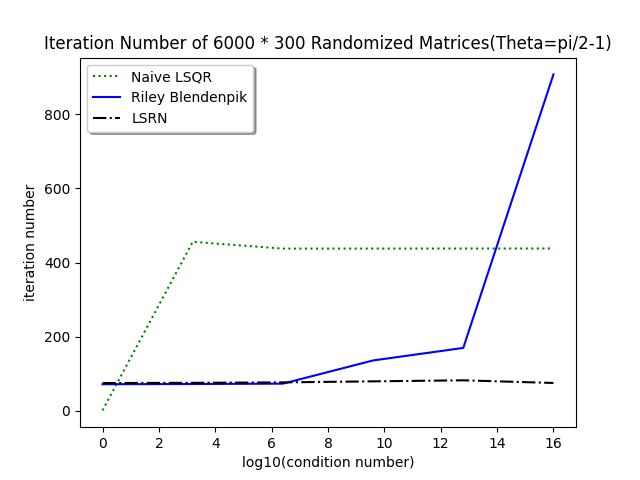 Iteration Number of 6000 * 300 Randomized Matrices(Theta=pi/2-1)
Naive LSQR
Riley Blendenpik
LSRN
iteration number
800
600
400
200
0
0 2 4 6 8 10 12 14 16
log10(condition number)